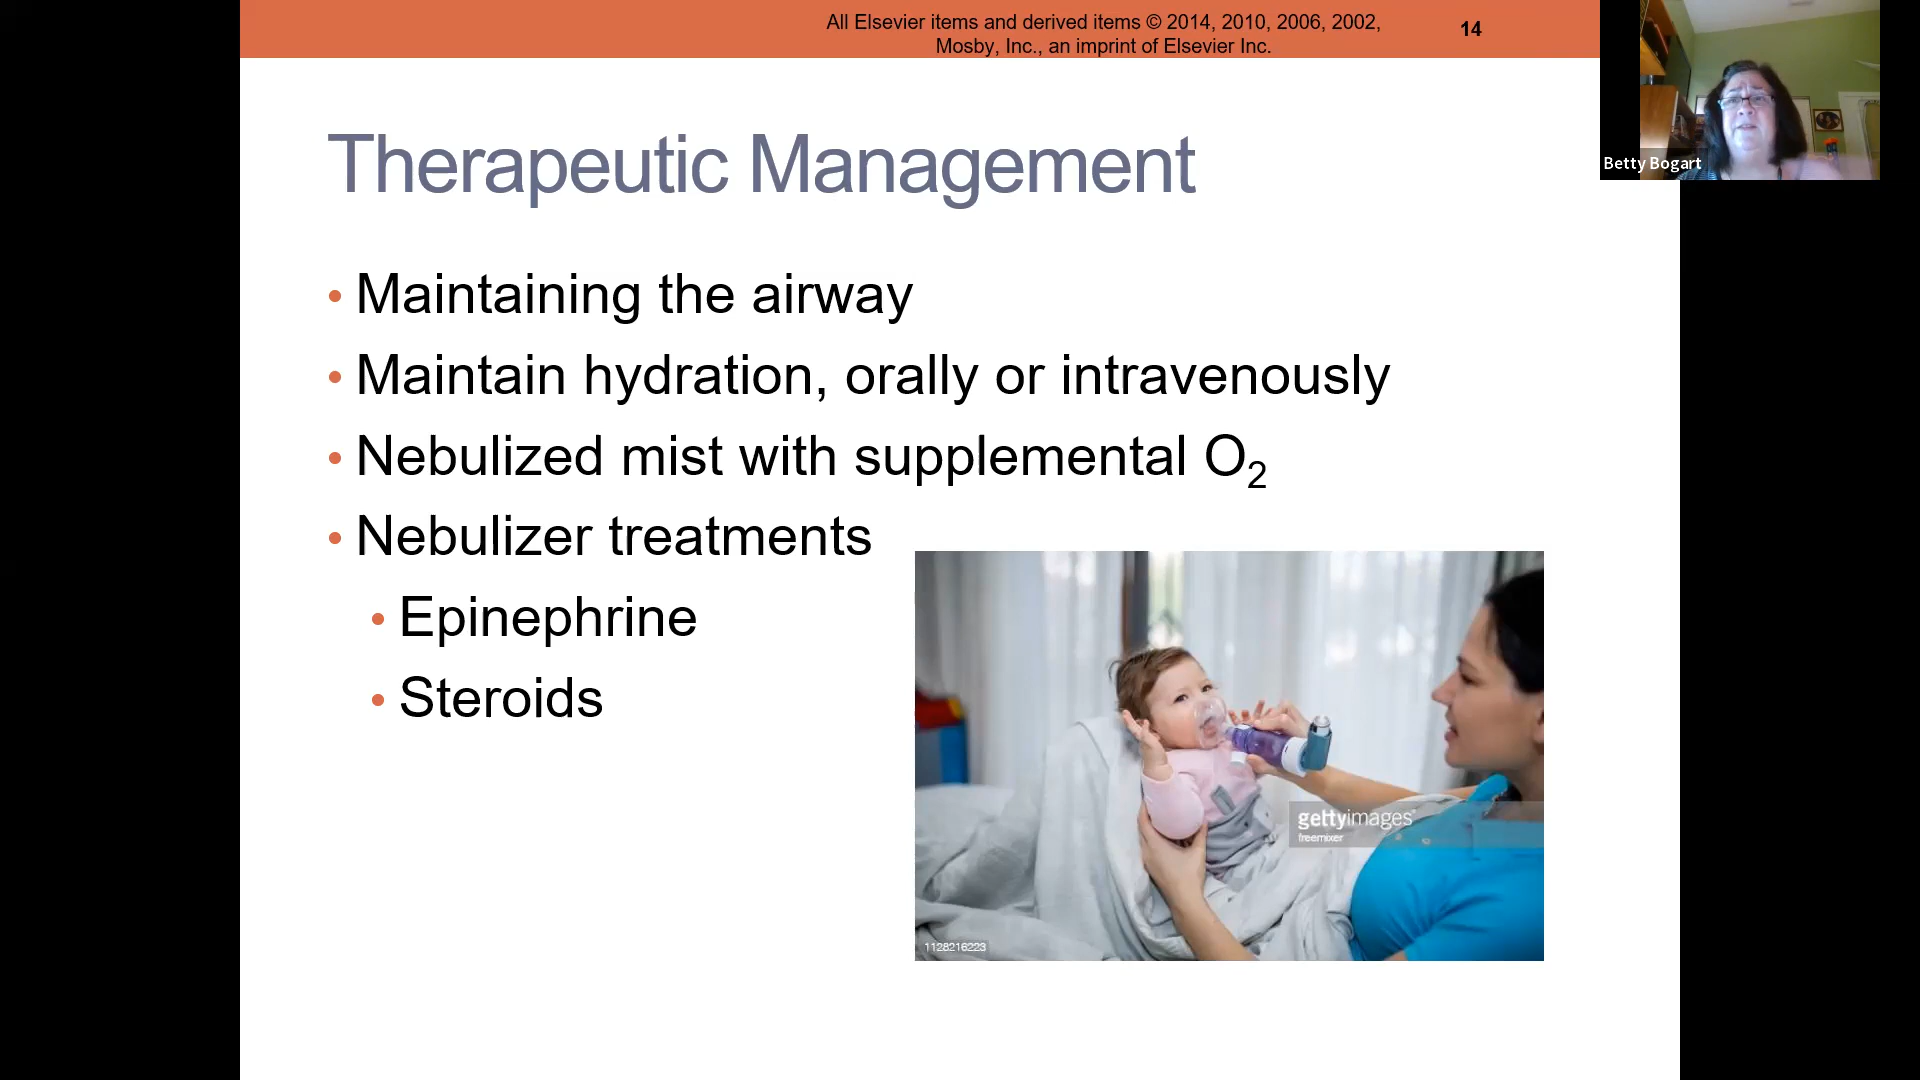 All Elsevier items and derived items © 2014, 2010, 2006, 2002,
Mosby, Inc., an imprint of Elsevier Inc.
14
Betty Bogart
Therapeutic Management
• Maintaining the airway
• Maintain hydration, orally or intravenously
• Nebulized mist with supplemental O₂
• Nebulizer treatments
• Epinephrine
• Steroids
gettyimages
freemixer
1128216223